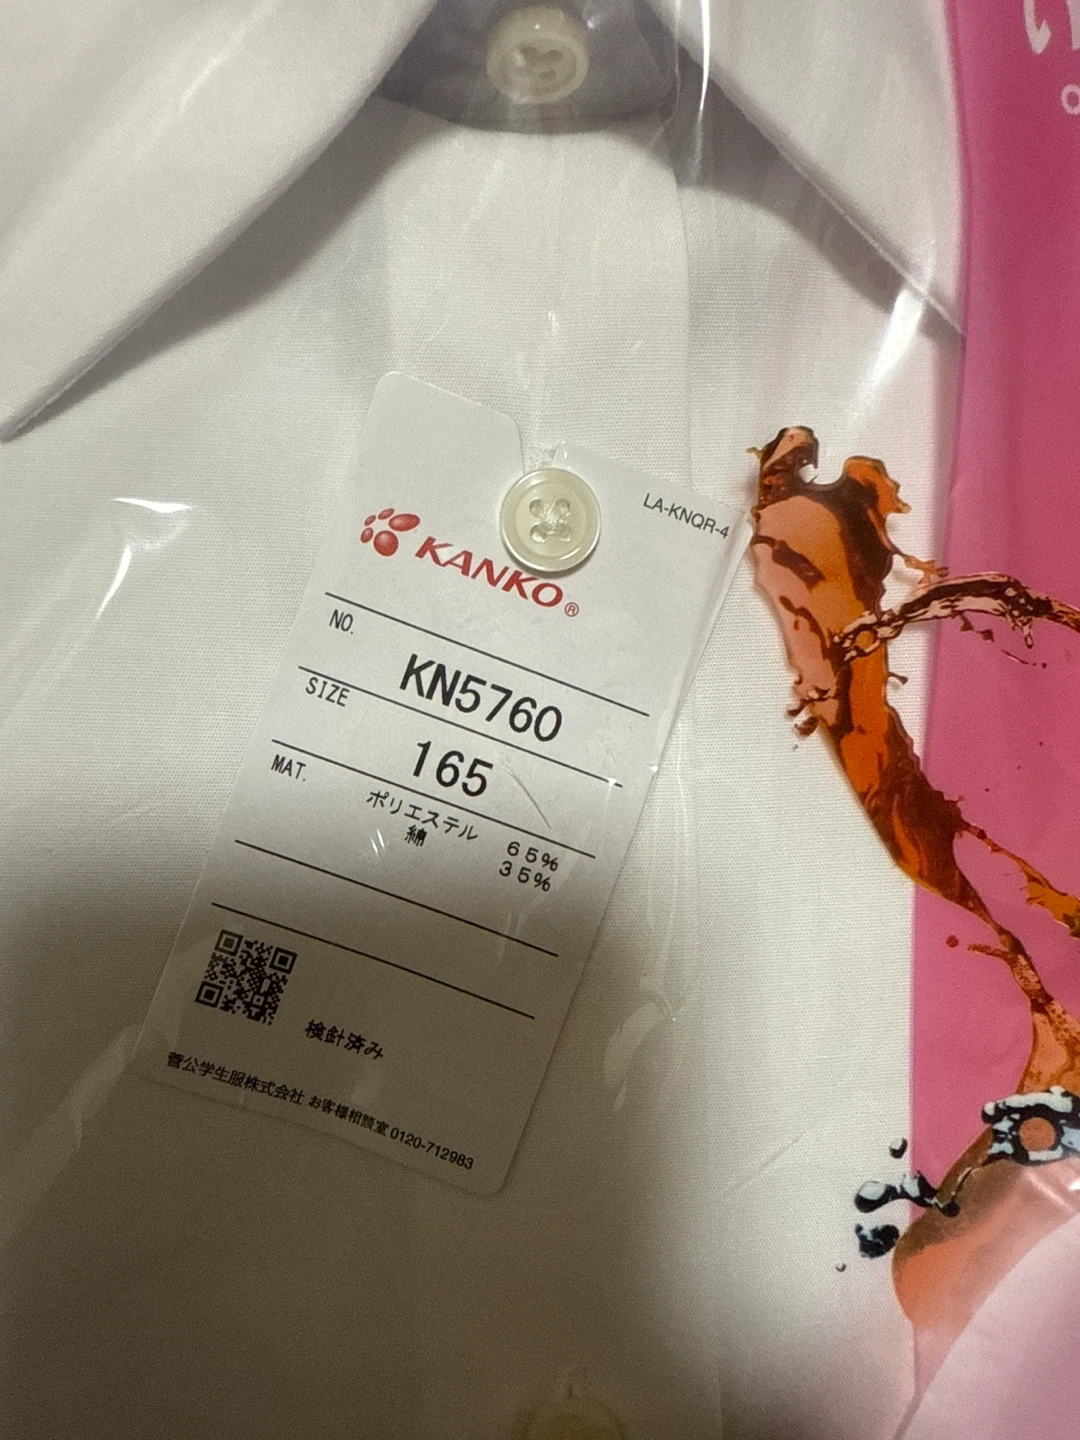 LA-KNQR-4
KANKO®
NO.
KN5760
SIZE
165
MAT.
ポリエステル 65%
綿 35%
検針済み
菅公学生服株式会社 お客様相談室 0120-712983